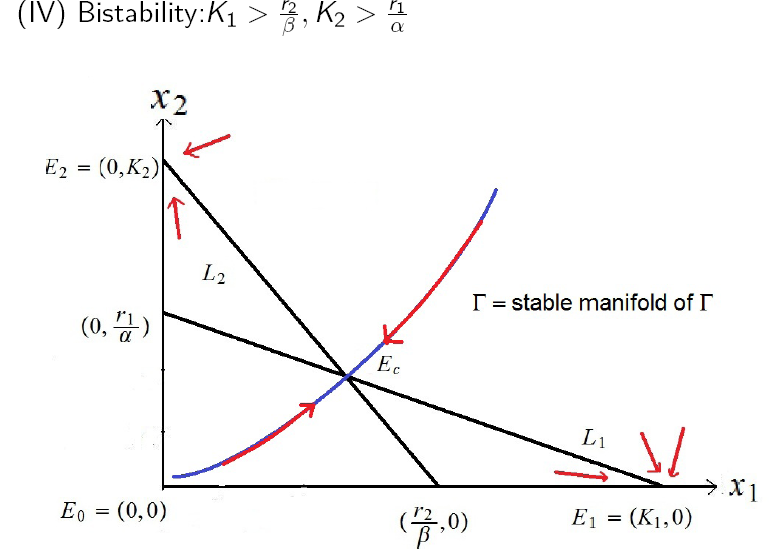 (IV) Bistability:K₁ > r₂/β, K₂ > r₁/α
x₂
E₂ = (0,K₂)
L₂
Γ = stable manifold of Γ
(0, r₁/α)
E_c
L₁
x₁
E₀ = (0,0)
(r₂/β,0)
E₁ = (K₁,0)